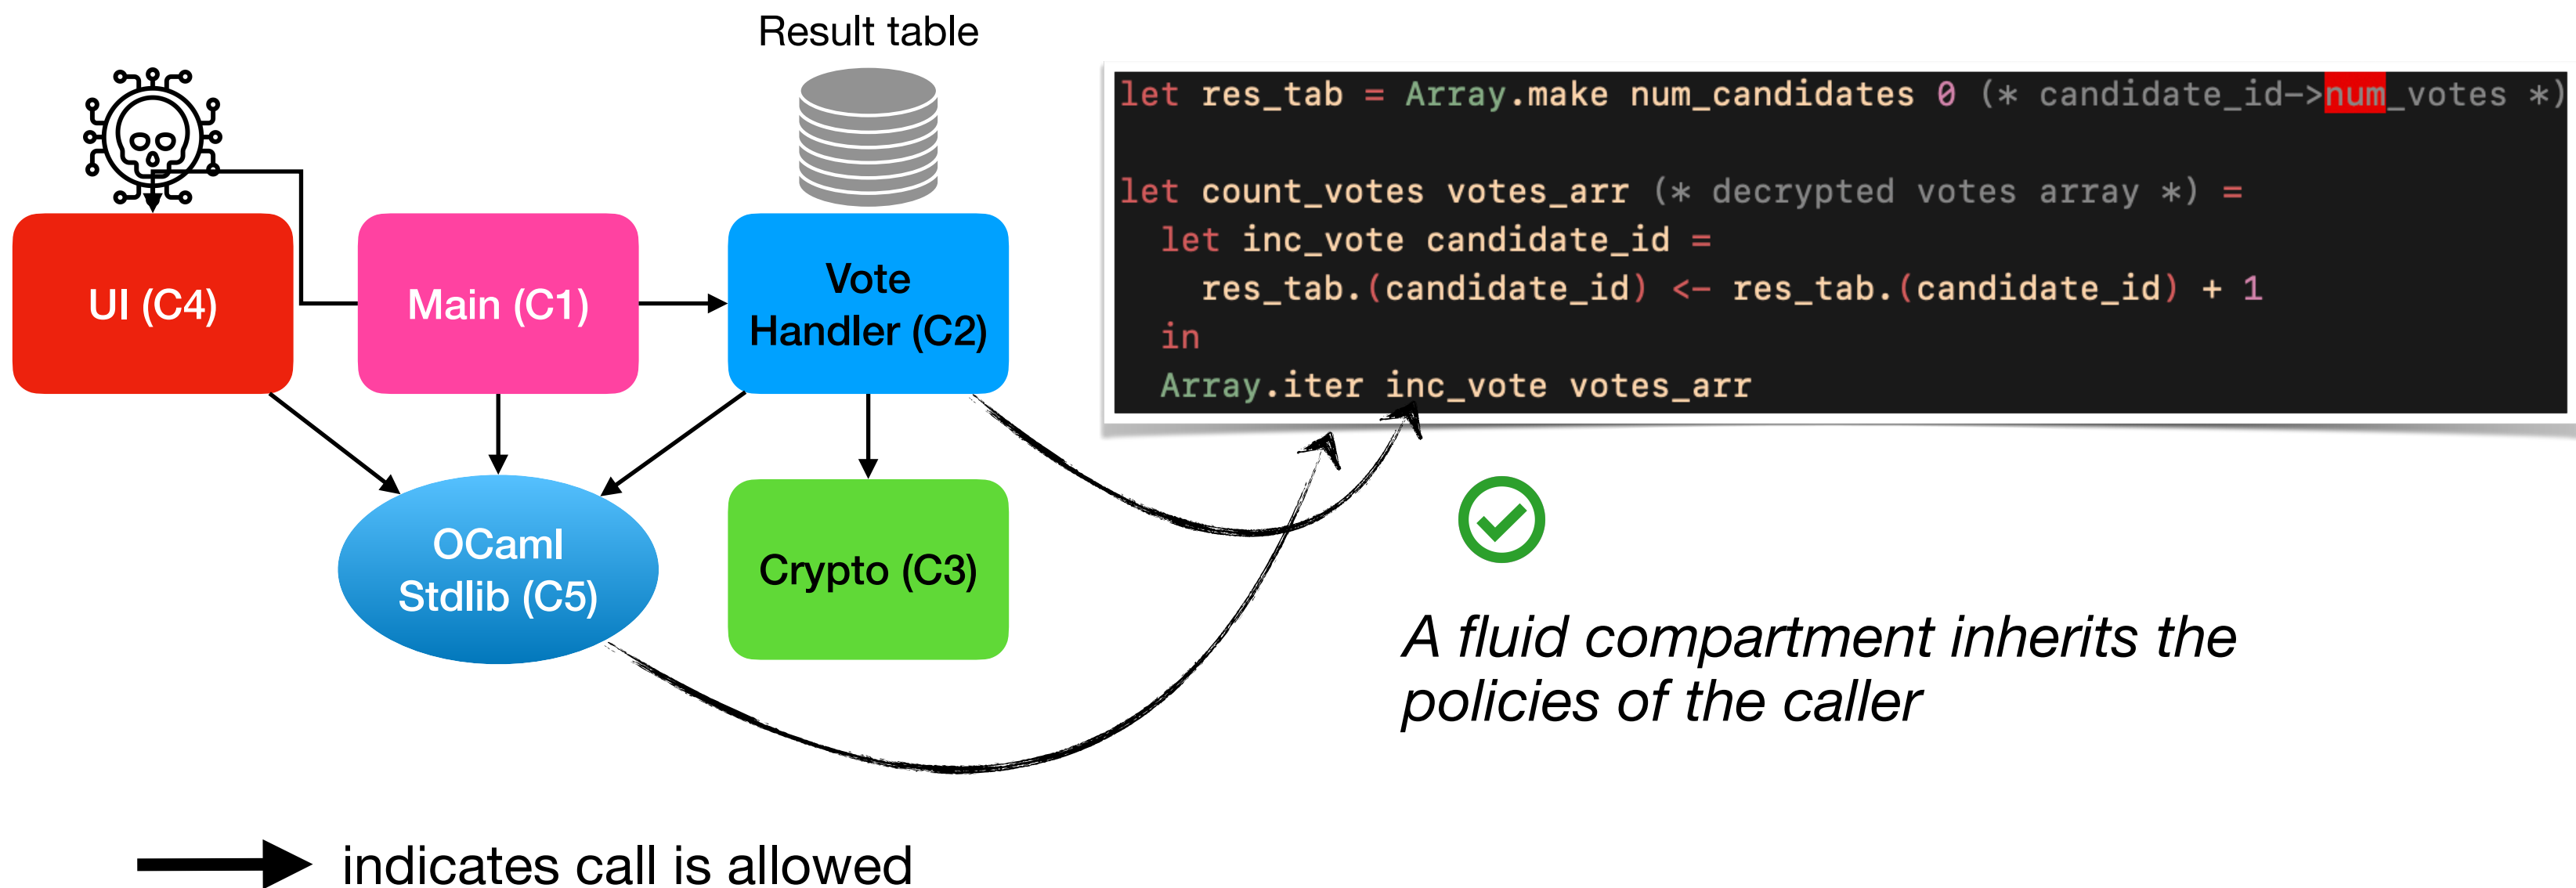 Result table
let res_tab = Array.make num_candidates 0 (* candidate_id->num_votes *)
let count_votes votes_arr (* decrypted votes array *) =
let inc_vote candidate_id =
res_tab.(candidate_id) <- res_tab.(candidate_id) + 1
in
Array.iter inc_vote votes_arr
UI (C4)
Main (C1)
Vote
Handler (C2)
OCaml
Stdlib (C5)
Crypto (C3)
A fluid compartment inherits the
policies of the caller
indicates call is allowed